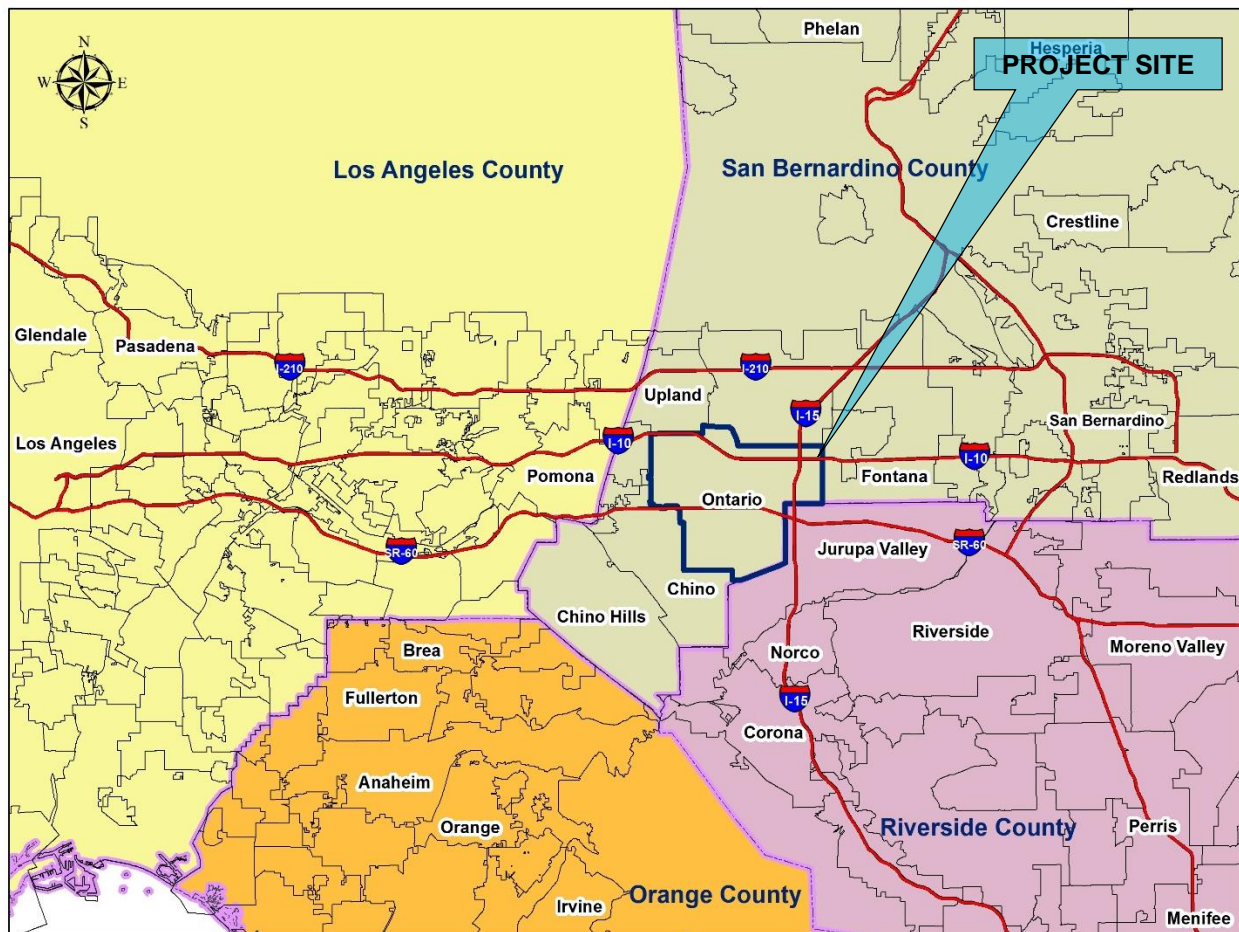 Phelan
Hesperia
PROJECT SITE
N
W E
S
Los Angeles County
San Bernardino County
Crestline
Glendale
Pasadena
I-210
I-210
Upland
I-15
San Bernardino
Los Angeles
I-10
I-10
Pomona
Fontana
Redlands
Ontario
SR-60
SR-60
Jurupa Valley
Chino
Chino Hills
Riverside
Moreno Valley
Brea
Norco
Fullerton
I-15
Corona
Anaheim
Orange
Riverside County
Perris
Orange County
Irvine
Menifee